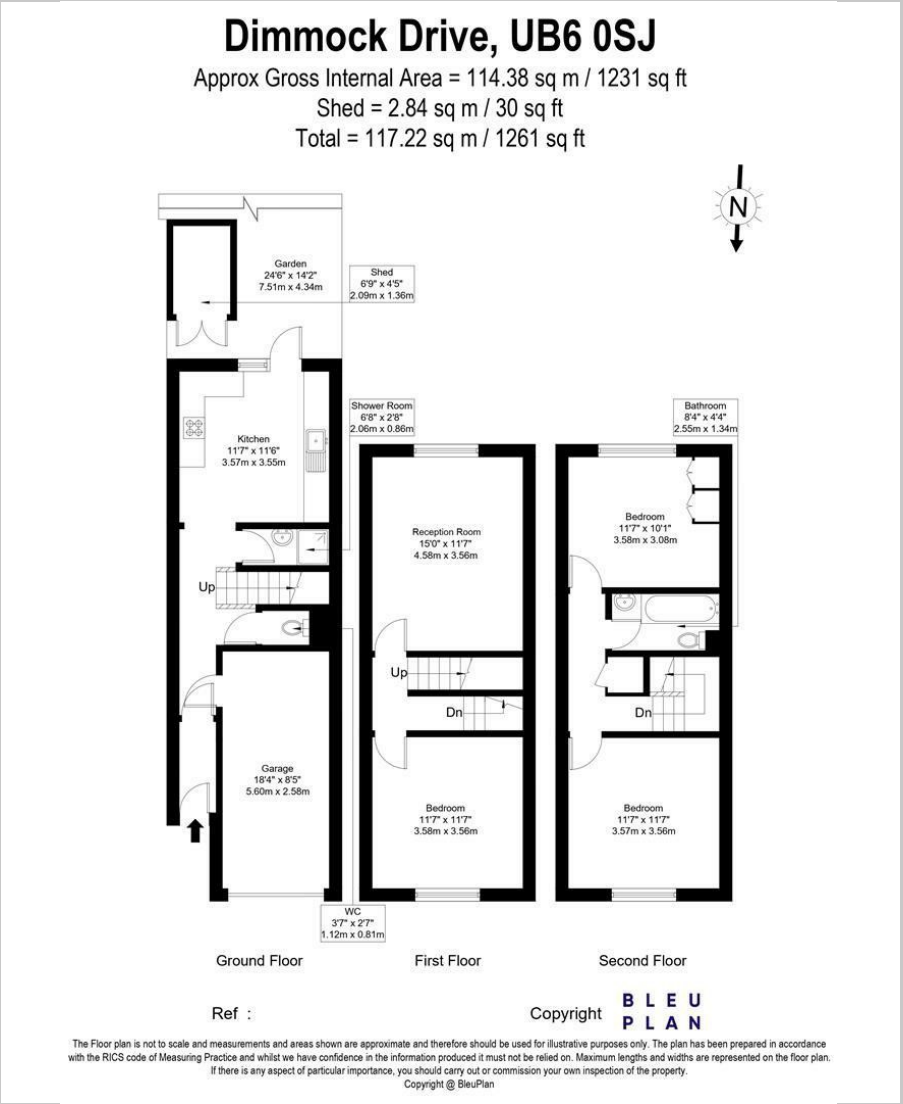 Dimmock Drive, UB6 0SJ
Approx Gross Internal Area = 114.38 sq m / 1231 sq ft
Shed = 2.84 sq m / 30 sq ft
Total = 117.22 sq m / 1261 sq ft
N
Garden
24'6" x 14'2"
7.51m x 4.34m
Shed
6'9" x 4'5"
2.09m x 1.36m
Kitchen
11'7" x 11'6"
3.57m x 3.55m
Shower Room
6'8" x 2'8"
2.06m x 0.86m
Up
Garage
18'4" x 8'5"
5.60m x 2.58m
WC
3'7" x 2'7"
1.12m x 0.81m
Ground Floor
Reception Room
15'0" x 11'7"
4.58m x 3.56m
Up
Dn
Bedroom
11'7" x 11'7"
3.58m x 3.56m
First Floor
Bathroom
8'4" x 4'4"
2.55m x 1.34m
Bedroom
11'7" x 10'1"
3.58m x 3.08m
Dn
Bedroom
11'7" x 11'7"
3.57m x 3.56m
Second Floor
Ref :
Copyright
BLEU
PLAN
The Floor plan is not to scale and measurements and areas shown are approximate and therefore should be used for illustrative purposes only. The plan has been prepared in accordance
with the RICS code of Measuring Practice and whilst we have confidence in the information produced it must not be relied on. Maximum lengths and widths are represented on the floor plan.
If there is any aspect of particular importance, you should carry out or commission your own inspection of the property.
Copyright @ BleuPlan